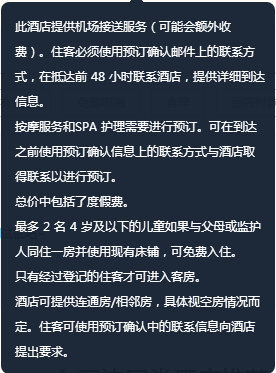 此酒店提供机场接送服务（可能会额外收
费）。住客必须使用预订确认邮件上的联系方
式，在抵达前 48 小时联系酒店，提供详细到达
信息。
按摩服务和SPA 护理需要进行预订。可在到达
之前使用预订确认信息上的联系方式与酒店取
得联系以进行预订。
总价中包括了度假费。
最多 2 名 4 岁及以下的儿童如果与父母或监护
人同住一房并使用现有床铺，可免费入住。
只有经过登记的住客才可进入客房。
酒店可提供连通房/相邻房，具体视空房情况而
定。住客可使用预订确认中的联系信息向酒店
提出要求。